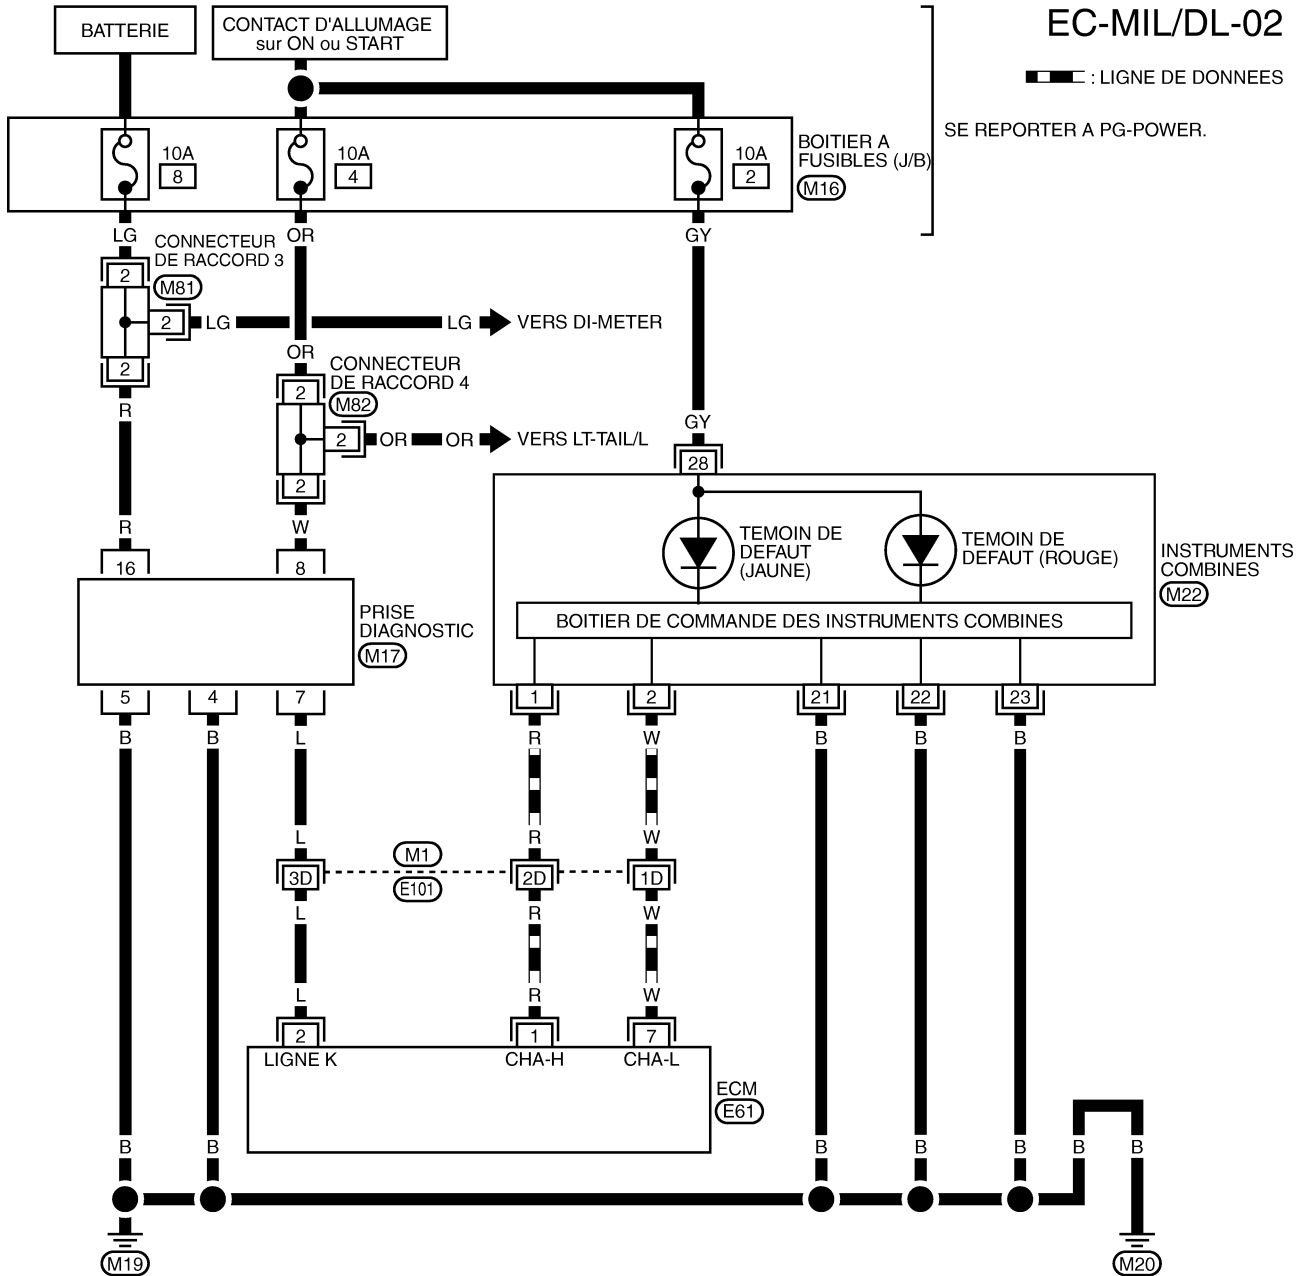 EC-MIL/DL-02
BATTERIE
CONTACT D'ALLUMAGE
sur ON ou START
: LIGNE DE DONNEES
SE REPORTER A PG-POWER.
10A
8
10A
4
10A
2
BOITIER A
FUSIBLES (J/B)
M16
LG
OR
GY
CONNECTEUR
DE RACCORD 3
M81
2
2
LG
LG
VERS DI-METER
2
OR
CONNECTEUR
DE RACCORD 4
M82
R
2
2
OR
OR
VERS LT-TAIL/L
GY
28
2
R
W
16
8
TEMOIN DE
DEFAUT
(JAUNE)
TEMOIN DE
DEFAUT (ROUGE)
INSTRUMENTS
COMBINES
M22
PRISE
DIAGNOSTIC
M17
BOITIER DE COMMANDE DES INSTRUMENTS COMBINES
5
4
7
1
2
21
22
23
B
B
L
R
W
B
B
B
L
R
W
M1
3D
2D
1D
E101
L
R
W
L
R
W
2
1
7
LIGNE K
CHA-H
CHA-L
ECM
E61
B
B
B
B
B
B
B
M19
M20